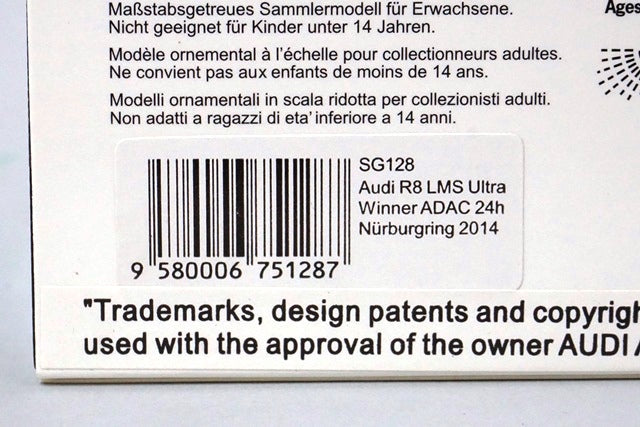 Maßstabsgetreues Sammlermodell für Erwachsene.
Nicht geeignet für Kinder unter 14 Jahren.
Modèle ornemental à l'échelle pour collectionneurs adultes.
Ne convient pas aux enfants de moins de 14 ans.
Modelli ornamentali in scala ridotta per collezionisti adulti.
Non adatti a ragazzi di eta' inferiore a 14 anni.
Ages
SG128
Audi R8 LMS Ultra
Winner ADAC 24h
Nürburgring 2014
9 580006 751287
"Trademarks, design patents and copyrigh
used with the approval of the owner AUDI A